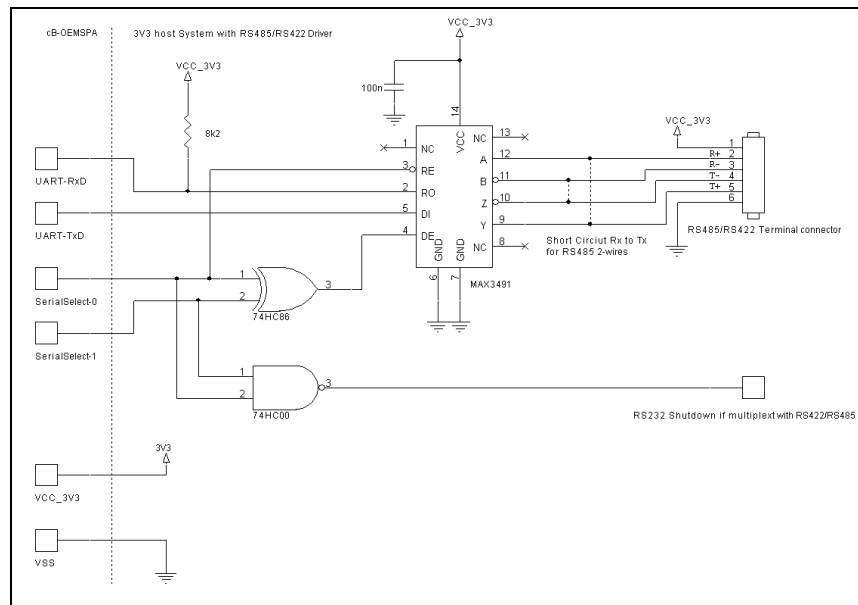 cB-OEMSPA
3V3 host System with RS485/RS422 Driver
VCC_3V3
VCC_3V3
100n
8k2
14
VCC
1
NC
NC
13
3
RE
A
12
2
RO
B
11
5
DI
Z
10
4
DE
Y
9
NC
8
GND
GND
6
7
MAX3491
VCC_3V3
1
R+
2
R-
3
T-
4
T+
5
6
RS485/RS422 Terminal connector
Short Circiut Rx to Tx
for RS485 2-wires
UART-RxD
UART-TxD
SerialSelect-0
1
2
3
74HC86
SerialSelect-1
1
2
3
74HC00
RS232 Shutdown if multiplext with RS422/RS485
3V3
VCC_3V3
VSS